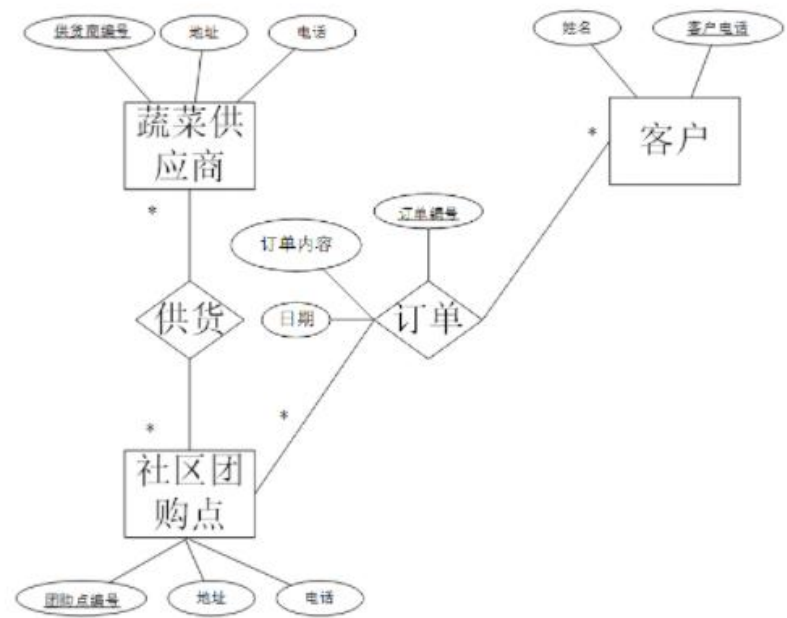 供货商编号
地址
电话
姓名
客户电话
蔬菜供
应商
客户
*
*
订单编号
订单内容
供货
日期
订单
*
*
社区团
购点
团购点编号
地址
电话